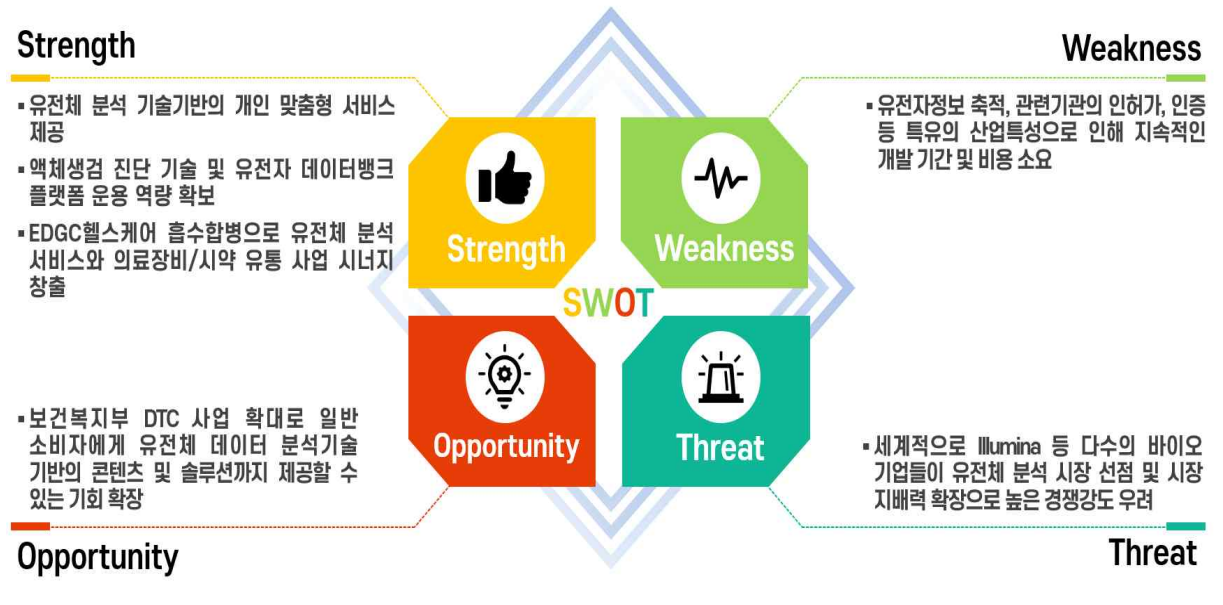 Strength
▪ 유전체 분석 기술기반의 개인 맞춤형 서비스
제공
▪ 액체생검 진단 기술 및 유전자 데이터뱅크
플랫폼 운용 역량 확보
▪ EDGC헬스케어 흡수합병으로 유전체 분석
서비스와 의료장비/시약 유통 사업 시너지
창출
Weakness
▪ 유전자정보 축적, 관련기관의 인허가, 인증
등 특유의 산업특성으로 인해 지속적인
개발 기간 및 비용 소요
Strength
Weakness
SWOT
Opportunity
Threat
▪ 보건복지부 DTC 사업 확대로 일반
소비자에게 유전체 데이터 분석기술
기반의 콘텐츠 및 솔루션까지 제공할 수
있는 기회 확장
Opportunity
▪ 세계적으로 Illumina 등 다수의 바이오
기업들이 유전체 분석 시장 선점 및 시장
지배력 확장으로 높은 경쟁강도 우려
Threat